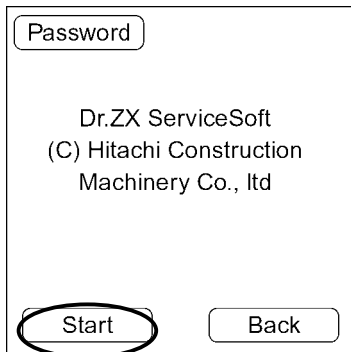 Password
Dr.ZX ServiceSoft
(C) Hitachi Construction
Machinery Co., ltd
Start
Back